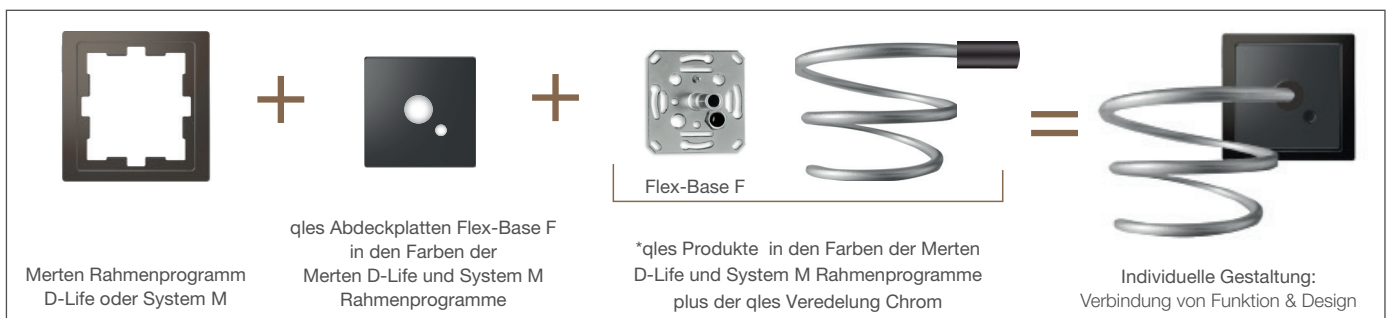 Merten Rahmenprogramm
D-Life oder System M
qles Abdeckplatten Flex-Base F
in den Farben der
Merten D-Life und System M
Rahmenprogramme
Flex-Base F
*qles Produkte in den Farben der Merten
D-Life und System M Rahmenprogramme
plus der qles Veredelung Chrom
Individuelle Gestaltung:
Verbindung von Funktion & Design